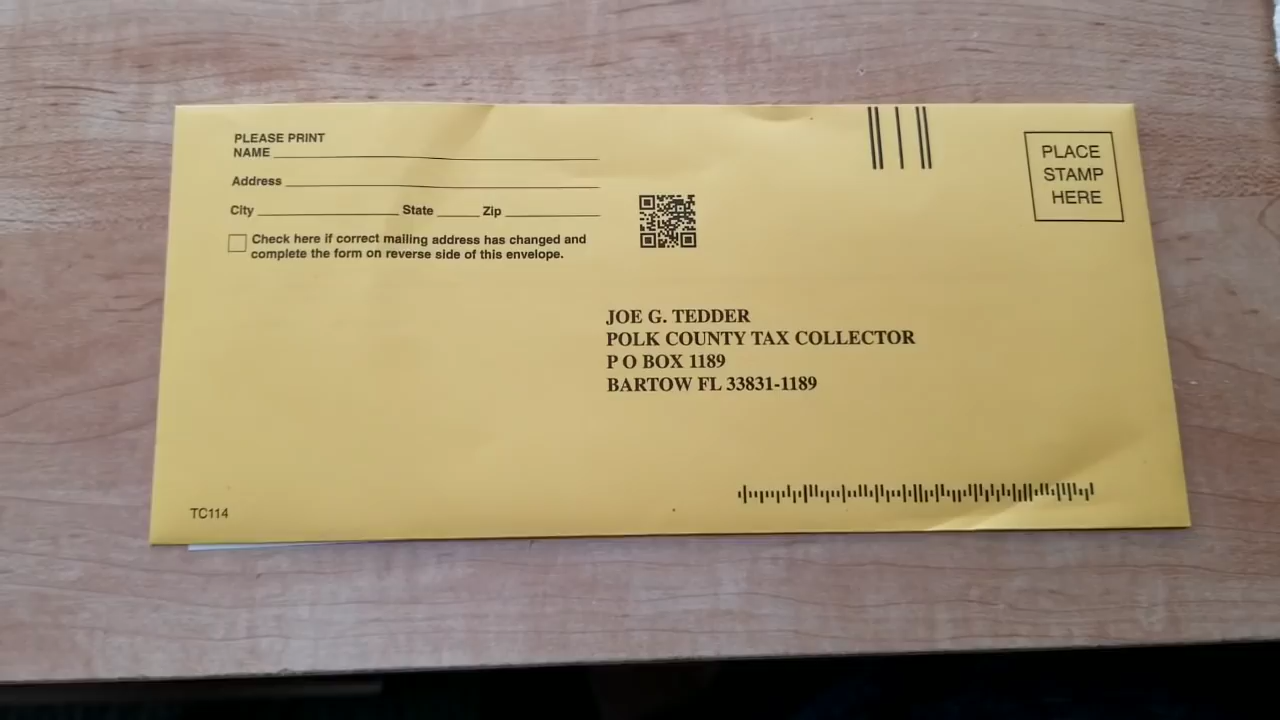 PLEASE PRINT
NAME
Address
City State Zip
Check here if correct mailing address has changed and
complete the form on reverse side of this envelope.
PLACE
STAMP
HERE
JOE G. TEDDER
POLK COUNTY TAX COLLECTOR
P O BOX 1189
BARTOW FL 33831-1189
TC114